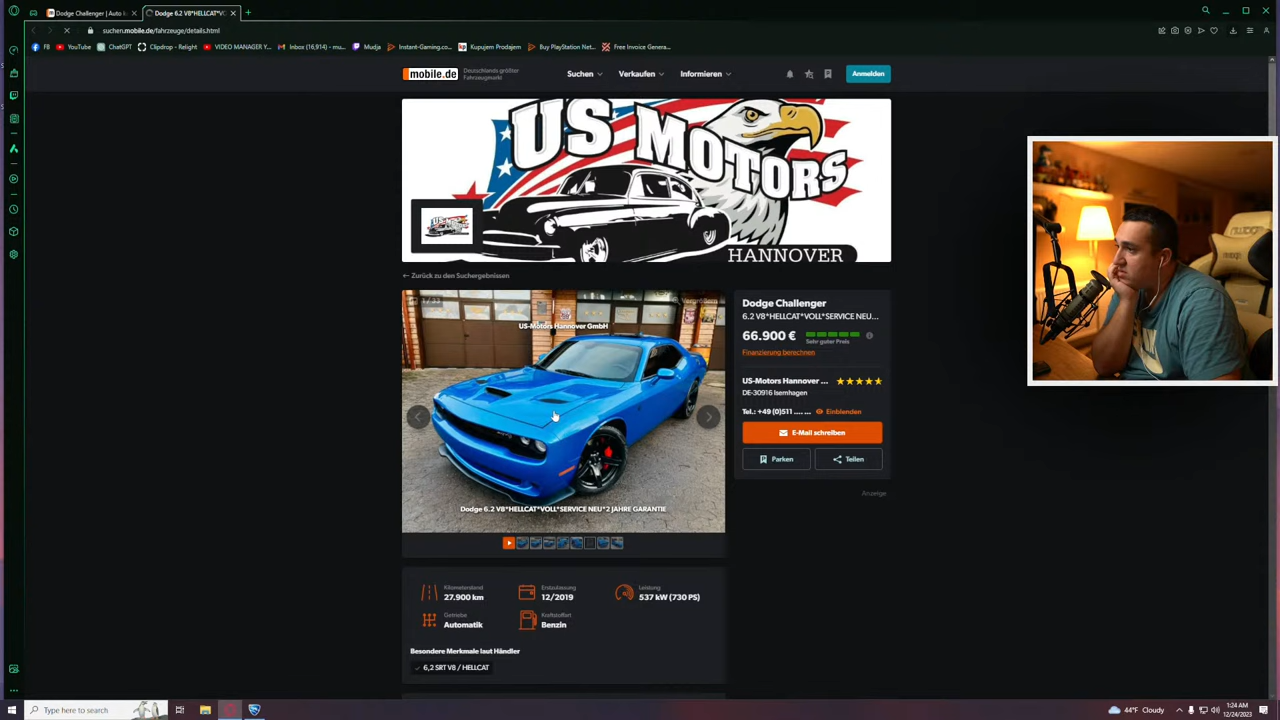 Dodge Challenger | Auto
Dodge 6.2 V8*HELLCAT*VO
suchen.mobile.de/fahrzeuge/details.html
FB
YouTube
ChatGPT
Clipdrop - Relight
VIDEO MANAGER Y...
Inbox (16,914) - mu...
Mudja
Instant-Gaming.co...
Kupujem Prodajem
Buy PlayStation Net...
Free Invoice Genera...
mobile.de
Deutschlands größter
Fahrzeugmarkt
Suchen
Verkaufen
Informieren
Anmelden
US MOTORS
HANNOVER
← Zurück zu den Suchergebnissen
1 / 33
Vergrößern
US-Motors Hannover GmbH
Dodge 6.2 V8*HELLCAT*VOLL*SERVICE NEU*2 JAHRE GARANTIE
Dodge Challenger
6.2 V8*HELLCAT*VOLL*SERVICE NEU...
66.900 €
Sehr guter Preis
Finanzierung berechnen
US-Motors Hannover ...
DE-30916 Isernhagen
Tel.: +49 (0)511 .... ...
Einblenden
E-Mail schreiben
Parken
Teilen
Anzeige
Kilometerstand
27.900 km
Erstzulassung
12/2019
Leistung
537 kW (730 PS)
Getriebe
Automatik
Kraftstoffart
Benzin
Besondere Merkmale laut Händler
6,2 SRT V8 / HELLCAT
Type here to search
44°F Cloudy
1:24 AM
12/24/2023